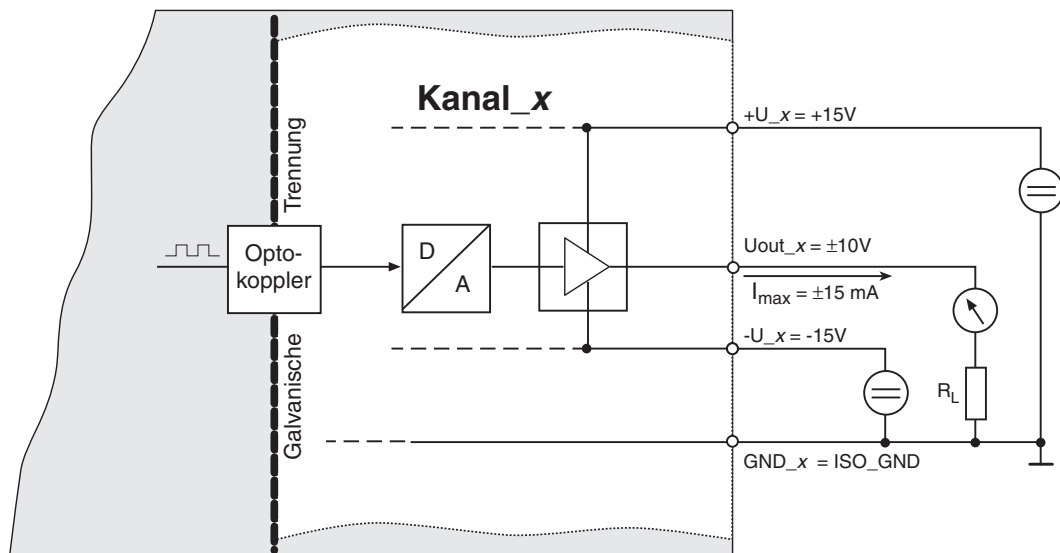 Kanal_x
+U_x = +15V
Trennung
Opto-
koppler
D
A
Uout_x = ±10V
Imax = ±15 mA
-U_x = -15V
Galvanische
RL
GND_x = ISO_GND